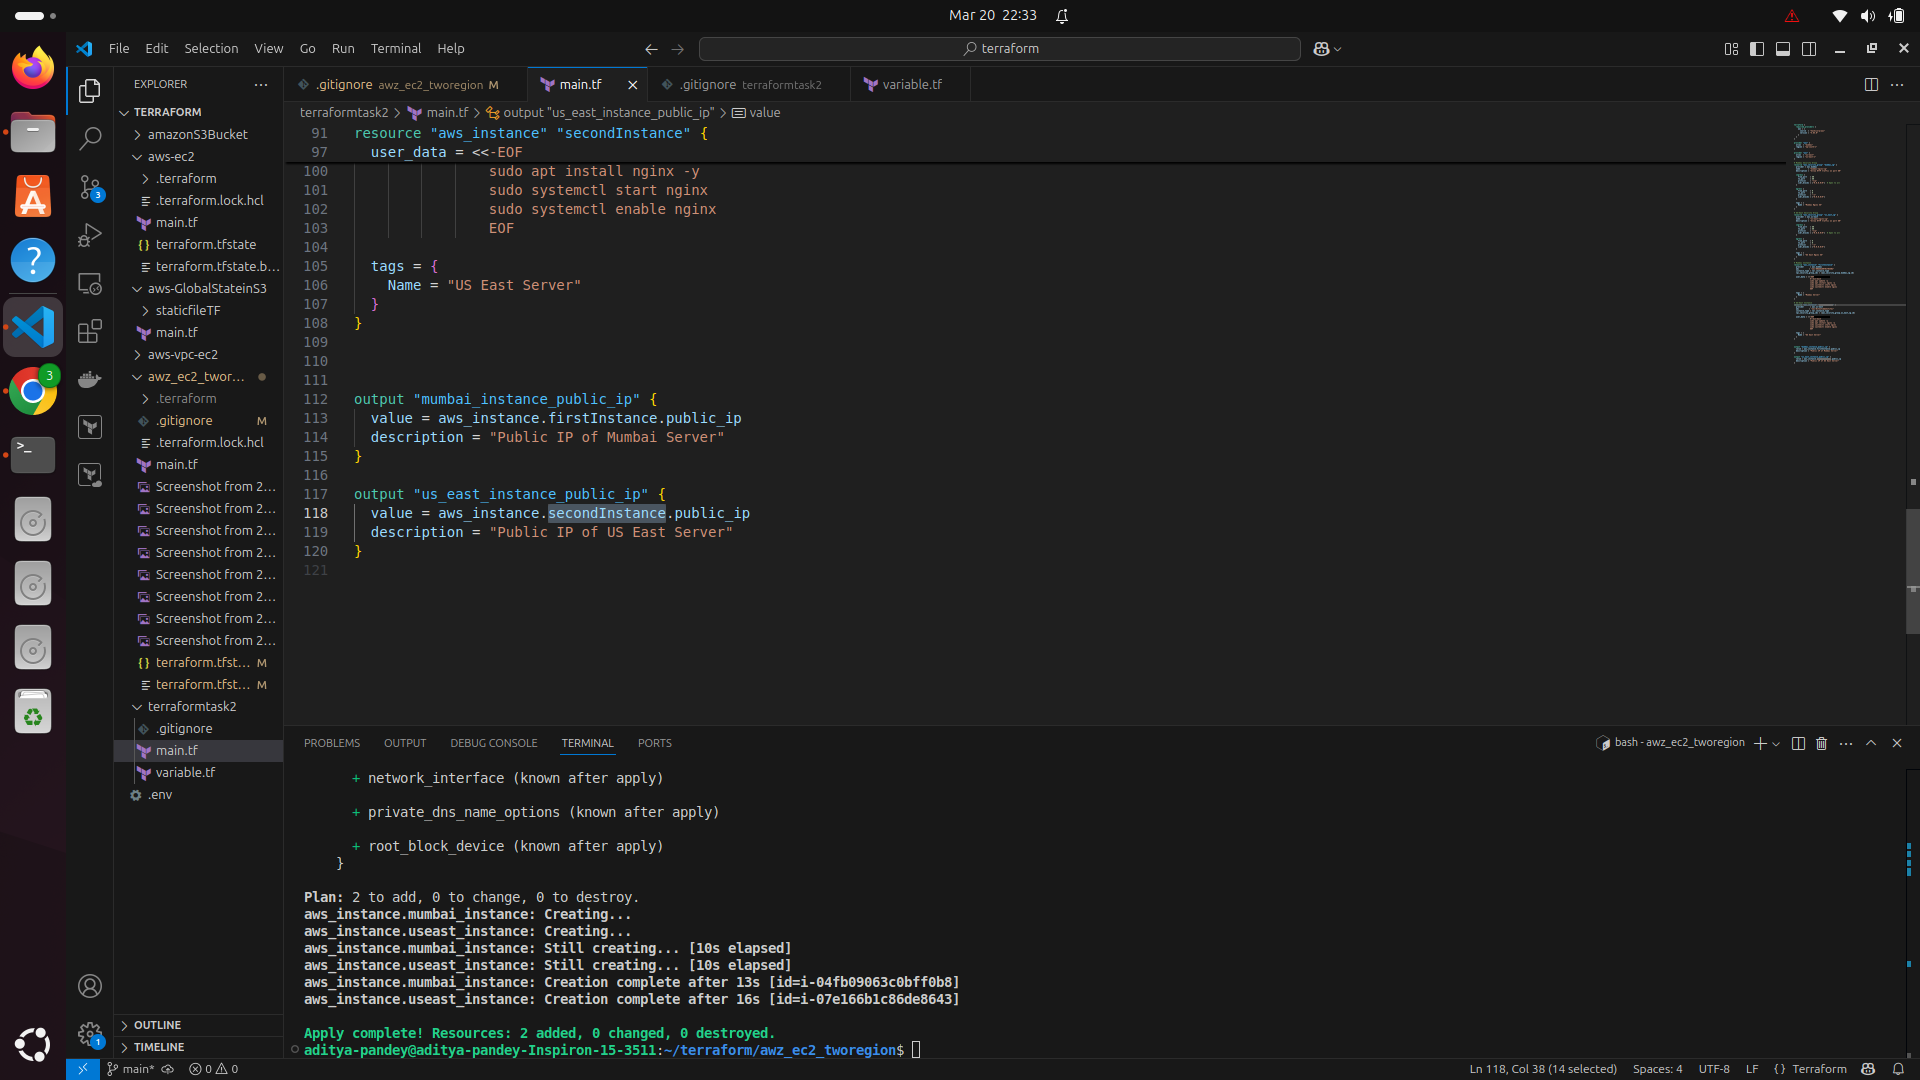 Mar 20 22:33
File Edit Selection View Go Run Terminal Help
terraform
EXPLORER
.gitignore awz_ec2_tworegion M
main.tf
.gitignore terraformtask2
variable.tf
TERRAFORM
amazonS3Bucket
aws-ec2
.terraform
.terraform.lock.hcl
main.tf
terraform.tfstate
terraform.tfstate.b...
aws-GlobalStateinS3
staticfileTF
main.tf
aws-vpc-ec2
awz_ec2_twor...
.terraform
.gitignore M
.terraform.lock.hcl
main.tf
Screenshot from 2...
Screenshot from 2...
Screenshot from 2...
Screenshot from 2...
Screenshot from 2...
Screenshot from 2...
Screenshot from 2...
Screenshot from 2...
terraform.tfst... M
terraform.tfst... M
terraformtask2
.gitignore
main.tf
variable.tf
.env
OUTLINE
TIMELINE
3
3
1
terraformtask2 > main.tf > output "us_east_instance_public_ip" > value
91 resource "aws_instance" "secondInstance" {
97 user_data = <<-EOF
100 sudo apt install nginx -y
101 sudo systemctl start nginx
102 sudo systemctl enable nginx
103 EOF
104
105 tags = {
106 Name = "US East Server"
107 }
108 }
109
110
111
112 output "mumbai_instance_public_ip" {
113 value = aws_instance.firstInstance.public_ip
114 description = "Public IP of Mumbai Server"
115 }
116
117 output "us_east_instance_public_ip" {
118 value = aws_instance.secondInstance.public_ip
119 description = "Public IP of US East Server"
120 }
121
PROBLEMS OUTPUT DEBUG CONSOLE TERMINAL PORTS
bash - awz_ec2_tworegion
+ network_interface (known after apply)
+ private_dns_name_options (known after apply)
+ root_block_device (known after apply)
}
Plan: 2 to add, 0 to change, 0 to destroy.
aws_instance.mumbai_instance: Creating...
aws_instance.useast_instance: Creating...
aws_instance.mumbai_instance: Still creating... [10s elapsed]
aws_instance.useast_instance: Still creating... [10s elapsed]
aws_instance.mumbai_instance: Creation complete after 13s [id=i-04fb09063c0bff0b8]
aws_instance.useast_instance: Creation complete after 16s [id=i-07e166b1c86de8643]
Apply complete! Resources: 2 added, 0 changed, 0 destroyed.
aditya-pandey@aditya-pandey-Inspiron-15-3511:~/terraform/awz_ec2_tworegion$
main* 0 0
Ln 118, Col 38 (14 selected) Spaces: 4 UTF-8 LF {} Terraform